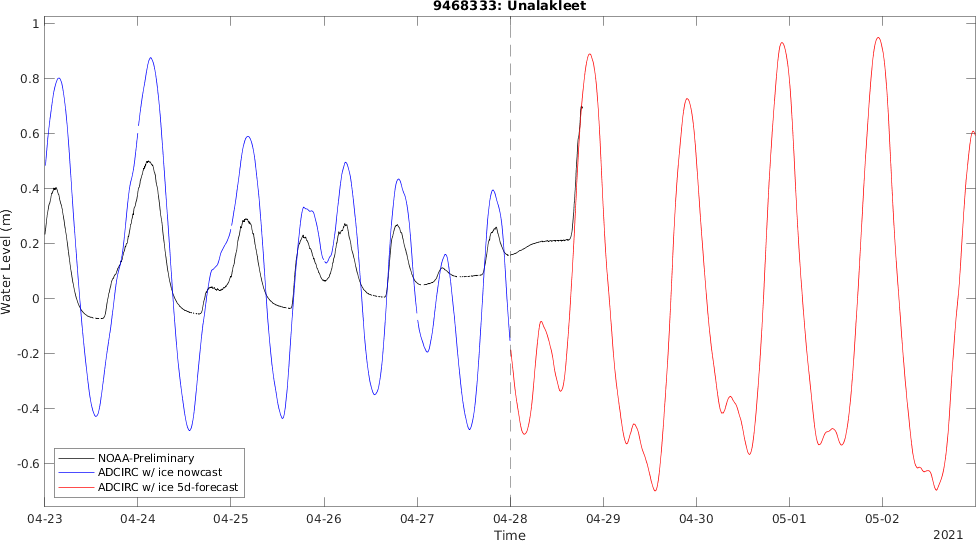 9468333: Unalakleet
1
0.8
0.6
0.4
0.2
0
-0.2
-0.4
-0.6
Water Level (m)
NOAA-Preliminary
ADCIRC w/ ice nowcast
ADCIRC w/ ice 5d-forecast
04-23 04-24 04-25 04-26 04-27 04-28 04-29 04-30 05-01 05-02
Time
2021